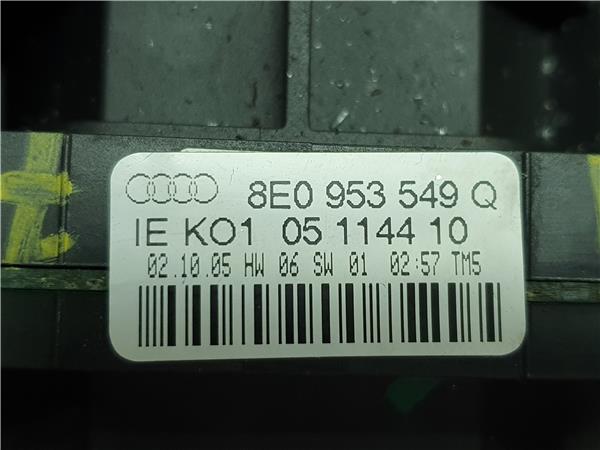 8E0 953 549 Q
IE KO1 05 1144 10
02.10.05 HW 06 SW 01 02:57 TM5